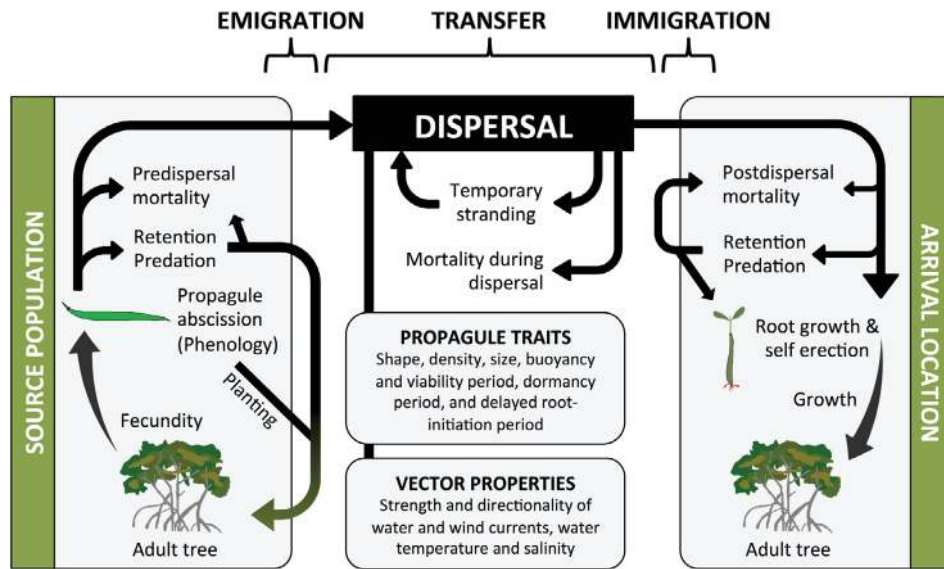 EMIGRATION TRANSFER IMMIGRATION
SOURCE POPULATION
Predispersal
mortality
Retention
Predation
Propagule
abscission
(Phenology)
Planting
Fecundity
Adult tree
DISPERSAL
Temporary
stranding
Mortality during
dispersal
PROPAGULE TRAITS
Shape, density, size, buoyancy
and viability period, dormancy
period, and delayed root-
initiation period
VECTOR PROPERTIES
Strength and directionality of
water and wind currents, water
temperature and salinity
Postdispersal
mortality
Retention
Predation
Root growth &
self erection
Growth
Adult tree
ARRIVAL LOCATION